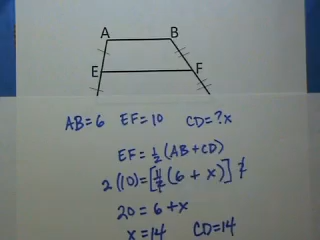 A B
E F
AB=6 EF=10 CD=?x
EF=½(AB+CD)
2(10)=[½(6+x)]2
20=6+x
x=14 CD=14